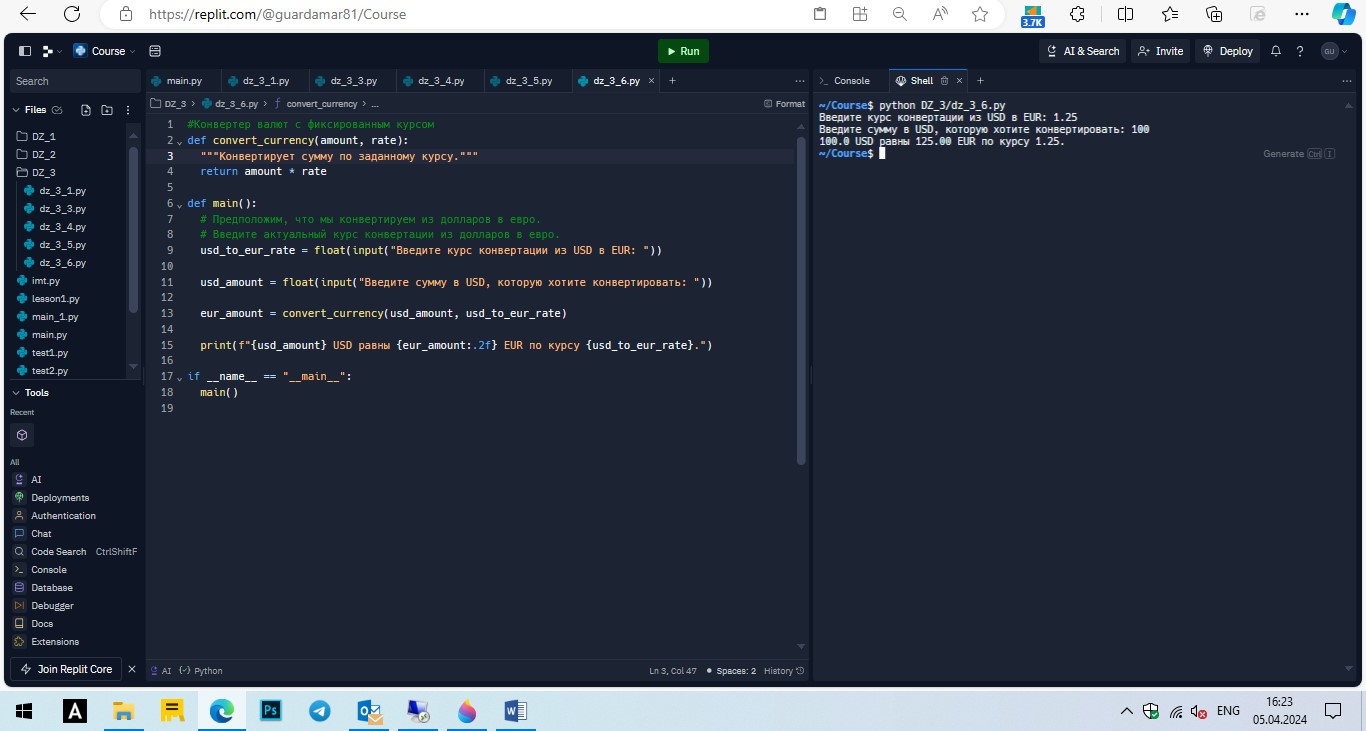 https://replit.com/@guardamar81/Course
3.7K
Course
Run
AI & Search
Invite
Deploy
GU
Search
Files
DZ_1
DZ_2
DZ_3
dz_3_1.py
dz_3_3.py
dz_3_4.py
dz_3_5.py
dz_3_6.py
imt.py
lesson1.py
main_1.py
main.py
test1.py
test2.py
Tools
Recent
All
AI
Deployments
Authentication
Chat
Code Search CtrlShiftF
Console
Database
Debugger
Docs
Extensions
Join Replit Core
main.py dz_3_1.py dz_3_3.py dz_3_4.py dz_3_5.py dz_3_6.py
DZ_3 > dz_3_6.py > convert_currency > ... Format
1 #Конвертер валют с фиксированным курсом
2 def convert_currency(amount, rate):
3 """Конвертирует сумму по заданному курсу."""
4 return amount * rate
5
6 def main():
7 # Предположим, что мы конвертируем из долларов в евро.
8 # Введите актуальный курс конвертации из долларов в евро.
9 usd_to_eur_rate = float(input("Введите курс конвертации из USD в EUR: "))
10
11 usd_amount = float(input("Введите сумму в USD, которую хотите конвертировать: "))
12
13 eur_amount = convert_currency(usd_amount, usd_to_eur_rate)
14
15 print(f"{usd_amount} USD равны {eur_amount:.2f} EUR по курсу {usd_to_eur_rate}.")
16
17 if __name__ == "__main__":
18 main()
19
AI Python Ln 3, Col 47 Spaces: 2 History
Console Shell
~/Course$ python DZ_3/dz_3_6.py
Введите курс конвертации из USD в EUR: 1.25
Введите сумму в USD, которую хотите конвертировать: 100
100.0 USD равны 125.00 EUR по курсу 1.25.
~/Course$
Generate Ctrl I
A
Ps
W
ENG
16:23
05.04.2024